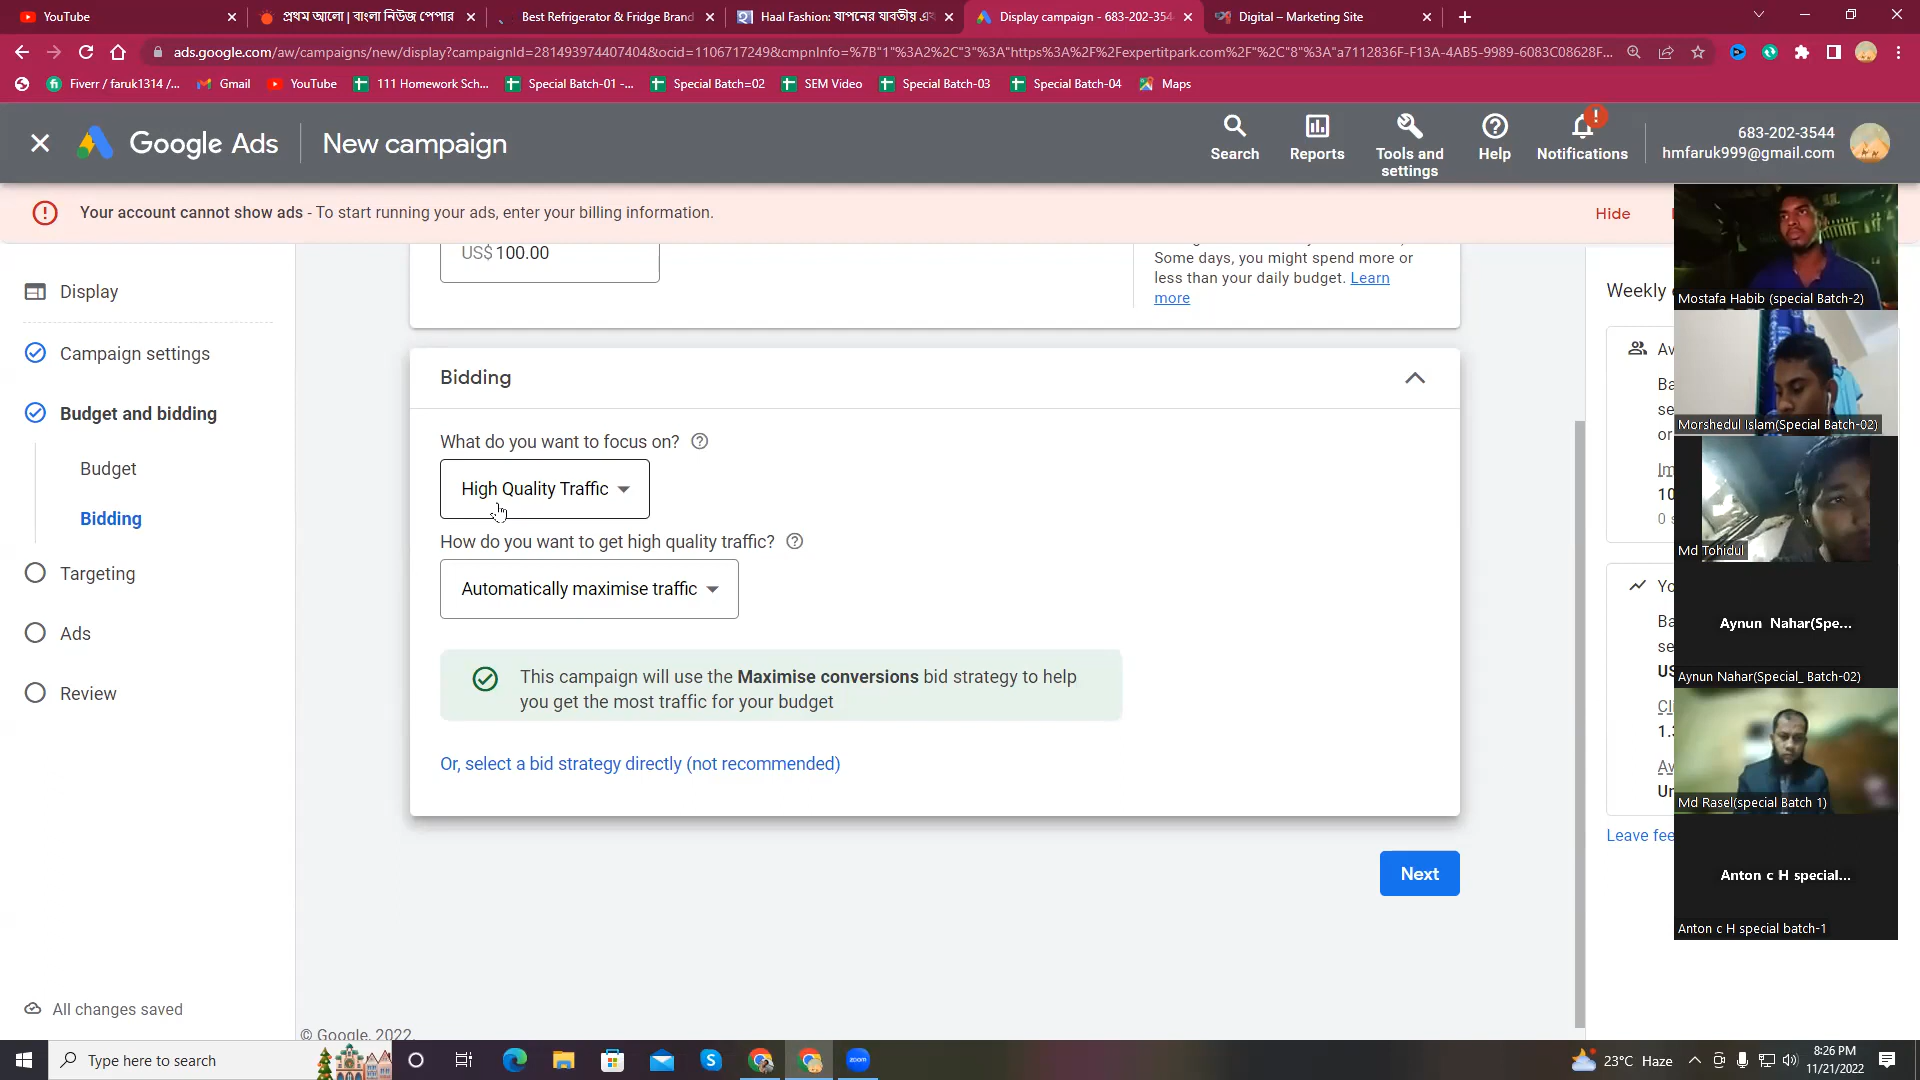 YouTube
প্রথম আলো | বাংলা নিউজ পেপার
Best Refrigerator & Fridge Brand
Haal Fashion: যাপনের যাবতীয় এক
Display campaign - 683-202-354
Digital – Marketing Site
ads.google.com/aw/campaigns/new/display?campaignId=281493974407404&ocid=1106717249&cmpnInfo=%7B"1"%3A2%2C"3"%3A"https%3A%2F%2Fexpertitpark.com%2F"%2C"8"%3A"a7112836F-F13A-4AB5-9989-6083C08628F...
Fiverr / faruk1314 /...
Gmail
YouTube
111 Homework Sch...
Special Batch-01 -...
Special Batch=02
SEM Video
Special Batch-03
Special Batch-04
Maps
Google Ads
New campaign
Search
Reports
Tools and
settings
Help
Notifications
683-202-3544
hmfaruk999@gmail.com
Your account cannot show ads - To start running your ads, enter your billing information.
Hide
Display
Campaign settings
Budget and bidding
Budget
Bidding
Targeting
Ads
Review
All changes saved
US$ 100.00
Some days, you might spend more or
less than your daily budget. Learn
more
Bidding
What do you want to focus on?
High Quality Traffic
How do you want to get high quality traffic?
Automatically maximise traffic
This campaign will use the Maximise conversions bid strategy to help
you get the most traffic for your budget
Or, select a bid strategy directly (not recommended)
Next
© Google, 2022.
Weekly
Leave fee
Mostafa Habib (special Batch-2)
Morshedul Islam(Special Batch-02)
Md Tohidul
Aynun Nahar(Spe...
Aynun Nahar(Special_ Batch-02)
Md Rasel(special Batch 1)
Anton c H special...
Anton c H special batch-1
Type here to search
zoom
23°C Haze
8:26 PM
11/21/2022